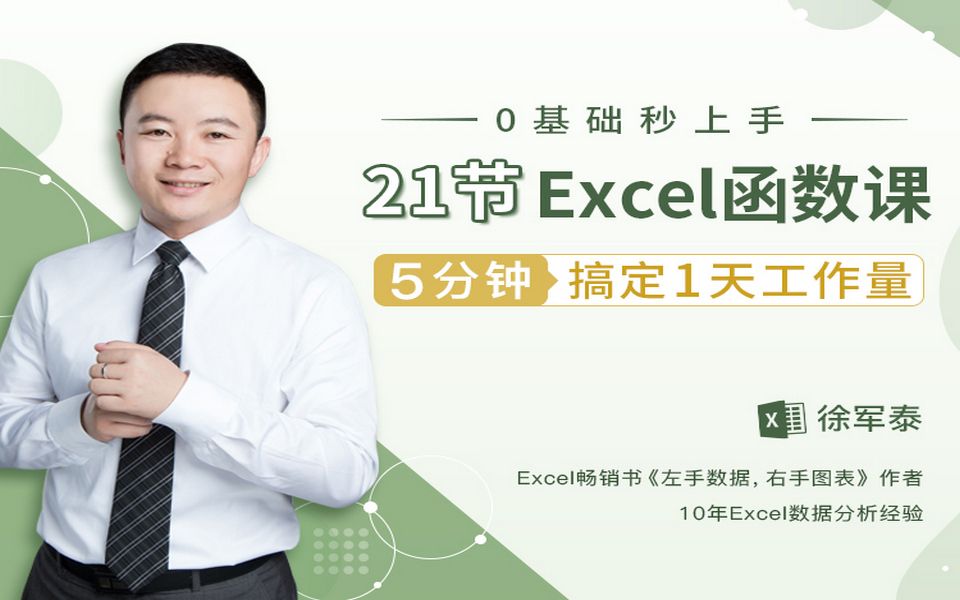 0基础秒上手
21节Excel函数课
5分钟 搞定1天工作量
X 徐军泰
Excel畅销书《左手数据，右手图表》作者
10年Excel数据分析经验